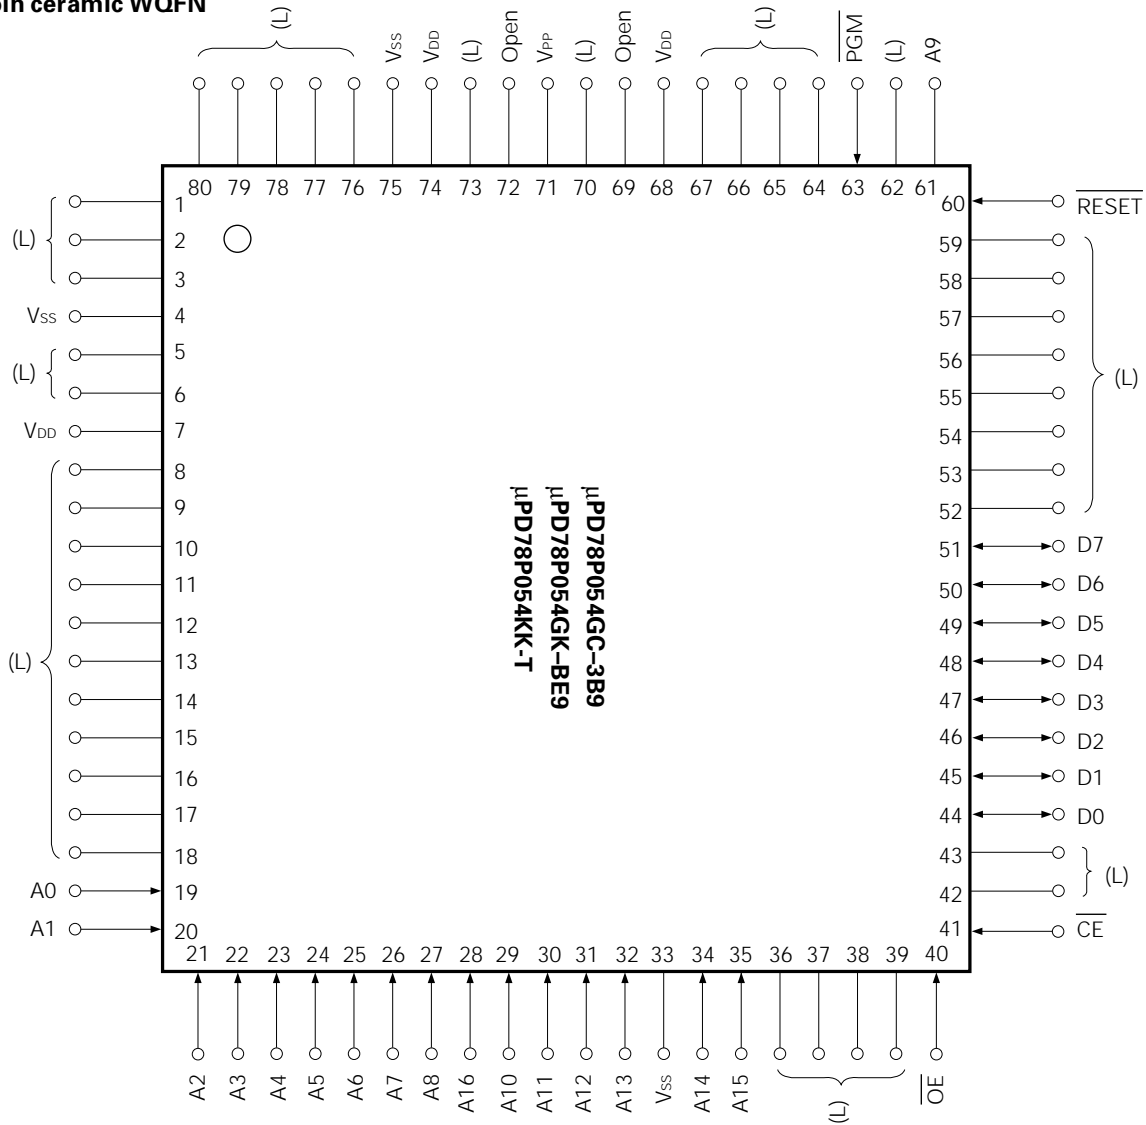 pin ceramic WQFN
(L) VSS VDD (L) Open VPP (L) Open VDD (L) PGM (L) A9
80 79 78 77 76 75 74 73 72 71 70 69 68 67 66 65 64 63 62 61
1 60 RESET
(L) 2 59
3 58
VSS 4 57
5 56
(L) (L)
6 55
VDD 7 54
8 53
9 52
10 51 D7
11 50 D6
12 49 D5
(L) 13 48 D4
14 47 D3
15 46 D2
16 45 D1
17 44 D0
18 43
(L)
A0 19 42
A1 20 41 CE
μPD78P054GC–3B9
μPD78P054GK–BE9
μPD78P054KK-T
21 22 23 24 25 26 27 28 29 30 31 32 33 34 35 36 37 38 39 40
A2 A3 A4 A5 A6 A7 A8 A16 A10 A11 A12 A13 VSS A14 A15 (L) OE